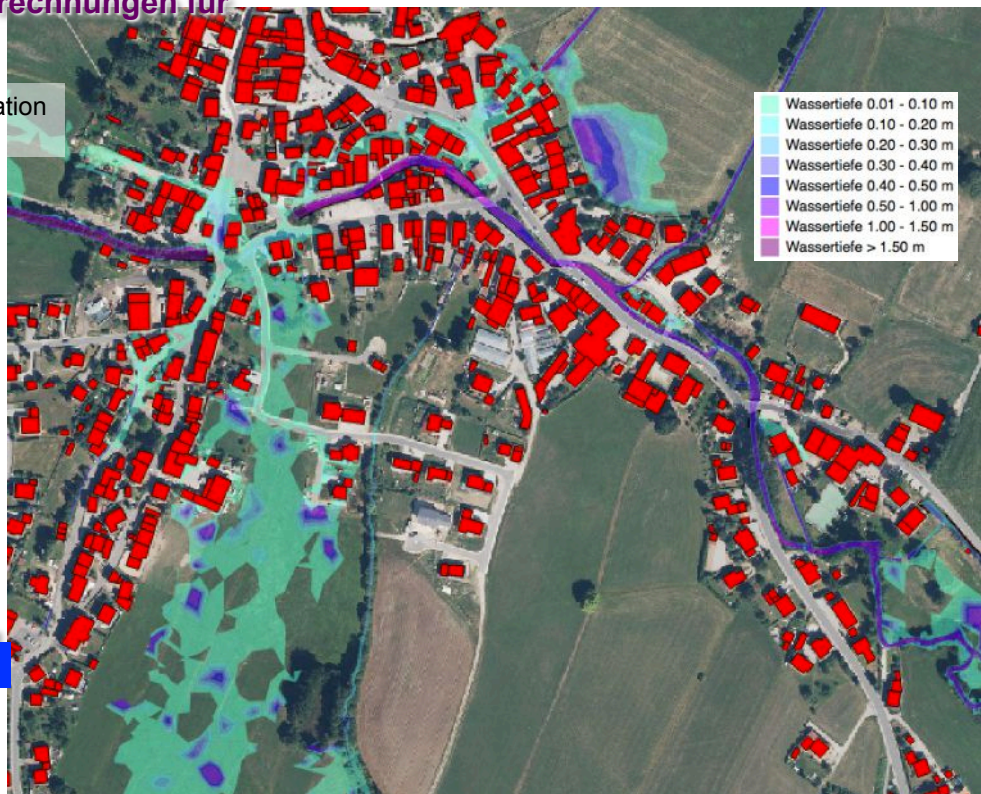 rechnungen für
ation
Wassertiefe 0.01 - 0.10 m
Wassertiefe 0.10 - 0.20 m
Wassertiefe 0.20 - 0.30 m
Wassertiefe 0.30 - 0.40 m
Wassertiefe 0.40 - 0.50 m
Wassertiefe 0.50 - 1.00 m
Wassertiefe 1.00 - 1.50 m
Wassertiefe > 1.50 m